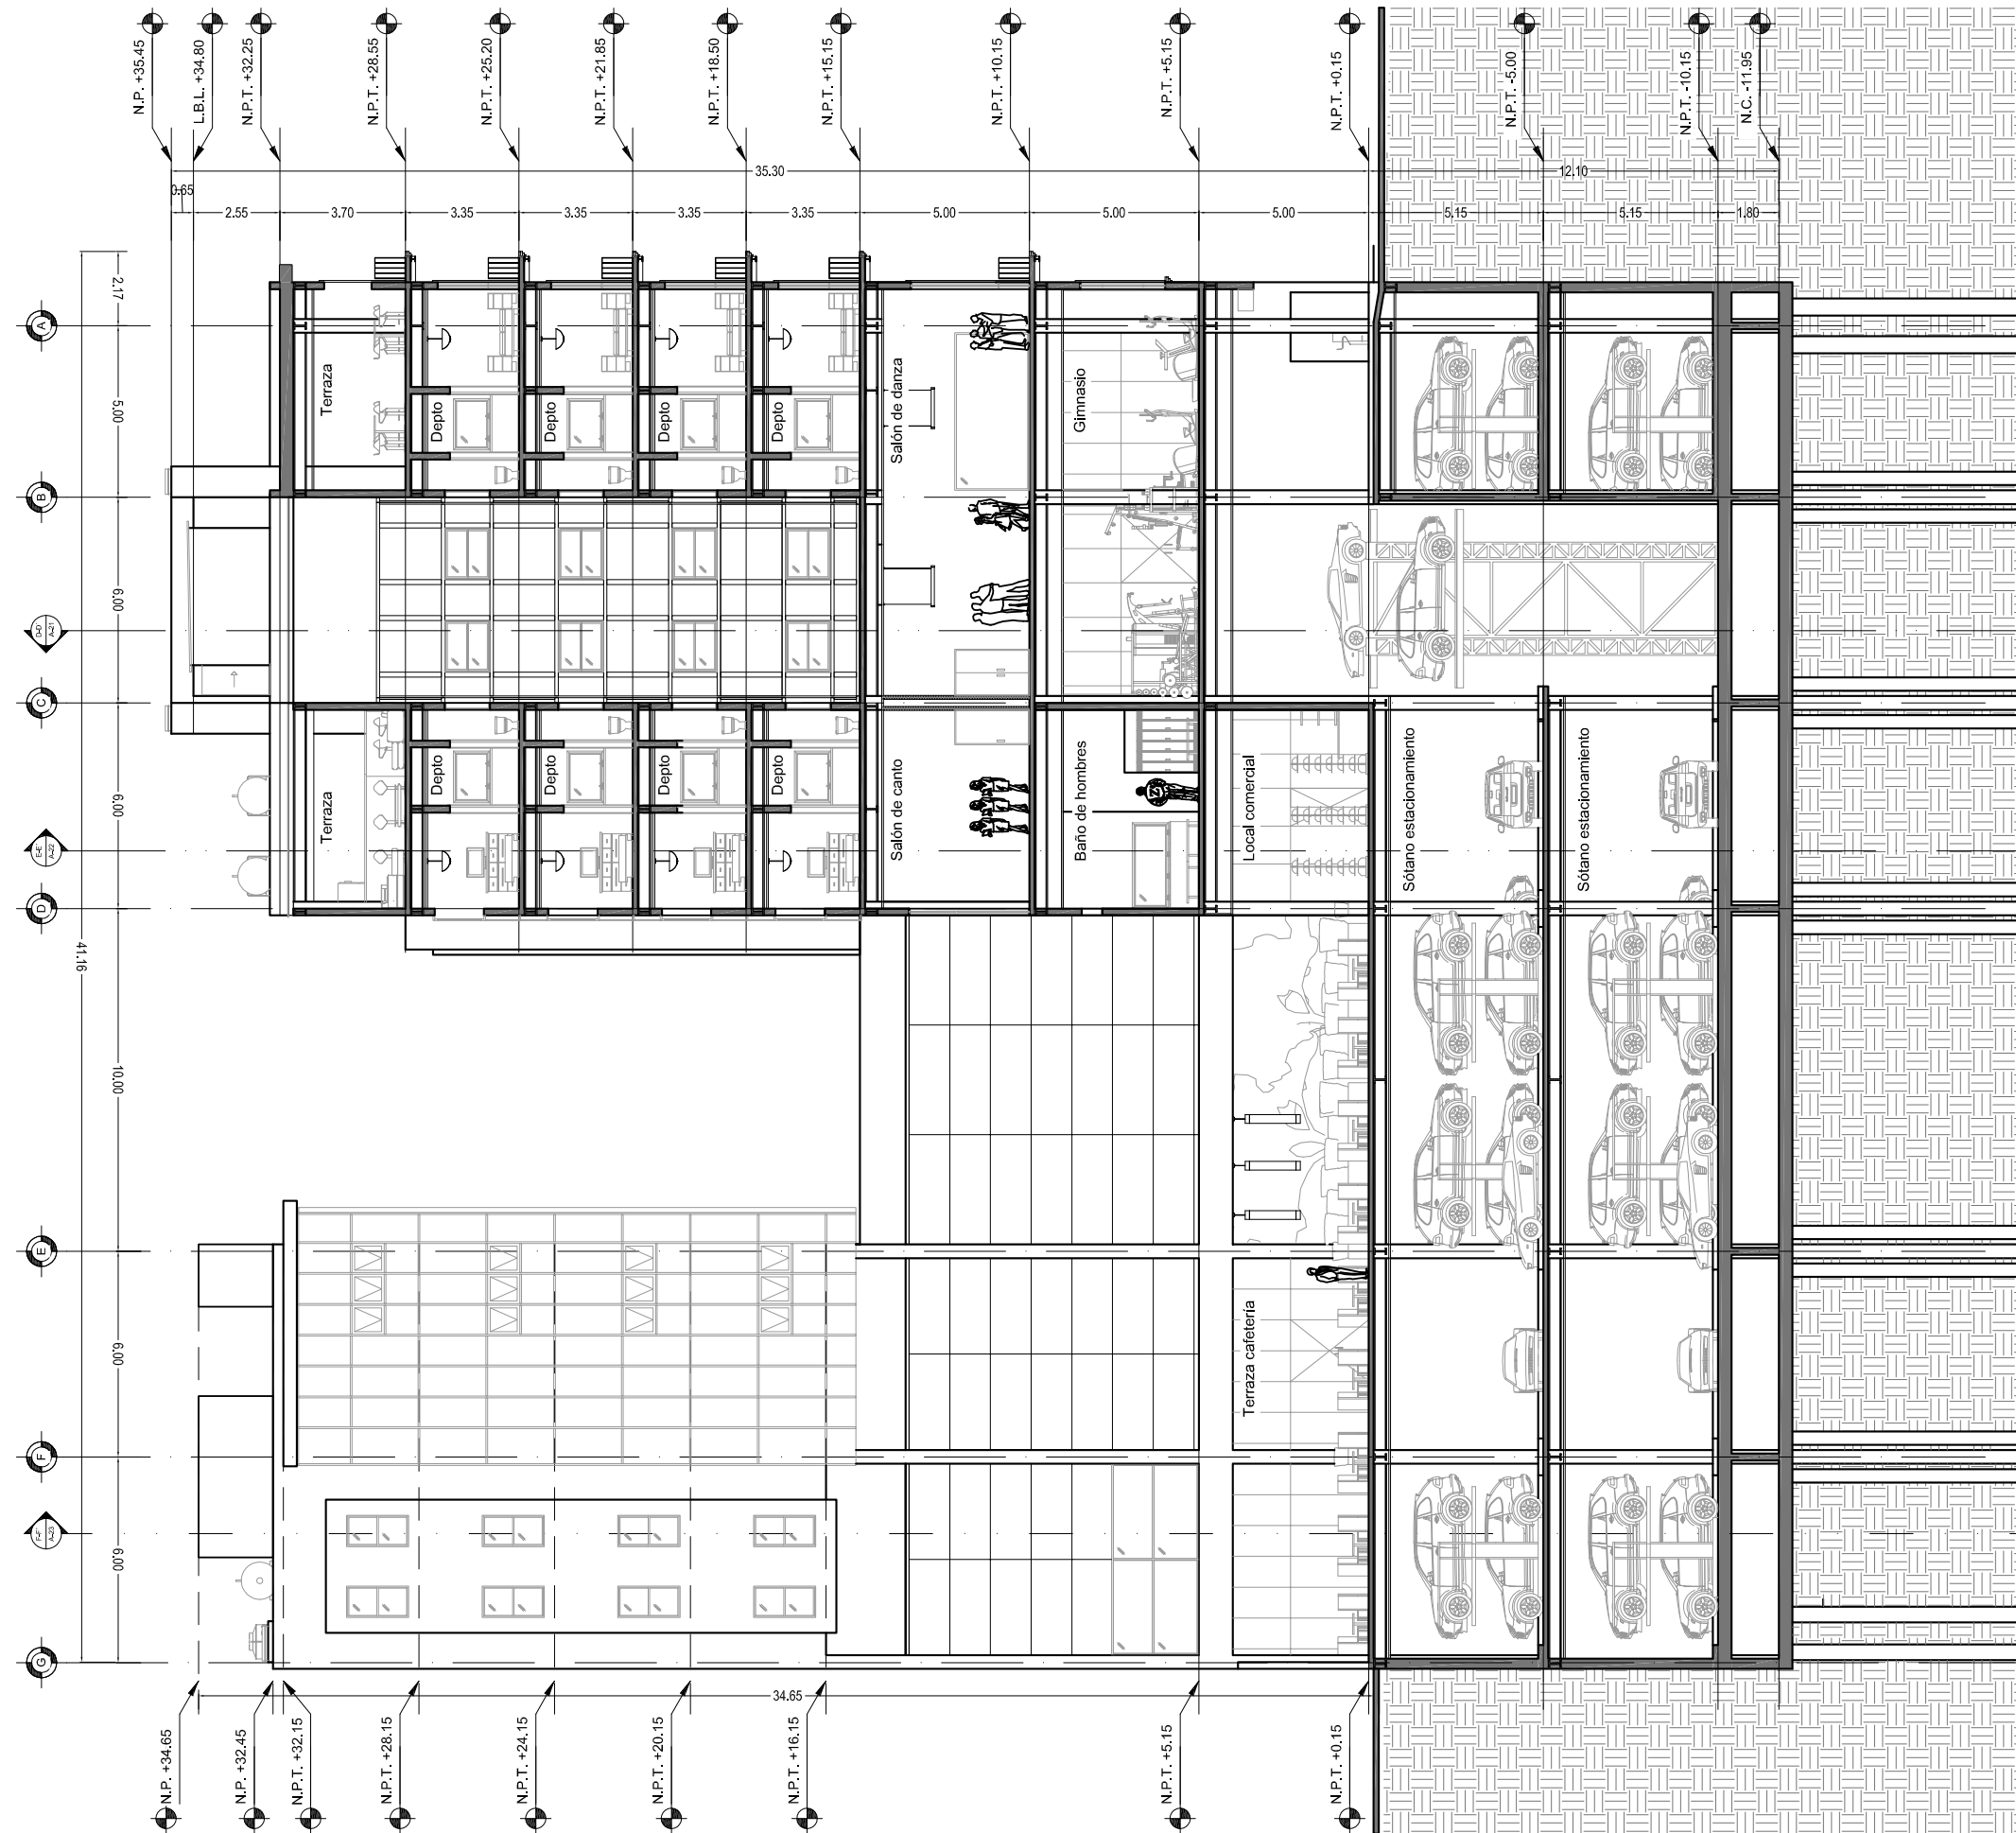 N.P. +35.45
L.B.L. +34.80
N.P.T. +32.25
N.P.T. +28.55
N.P.T. +25.20
N.P.T. +21.85
N.P.T. +18.50
N.P.T. +15.15
N.P.T. +10.15
N.P.T. +5.15
N.P.T. +0.15
N.P.T. -5.00
N.P.T. -10.15
N.C. -11.95
35.30
12.10
0.65
2.55
3.70
3.35
3.35
3.35
3.35
5.00
5.00
5.00
5.15
5.15
1.80
2.17
5.00
6.00
6.00
10.00
6.00
6.00
41.16
A
B
D-D'
A-21
C
E-E'
A-22
D
E
F
F-F'
A-23
G
Terraza
Depto
Depto
Depto
Depto
Salón de danza
Gimnasio
Terraza
Depto
Depto
Depto
Depto
Salón de canto
Baño de hombres
Local comercial
Sótano estacionamiento
Sótano estacionamiento
Terraza cafetería
34.65
N.P. +34.65
N.P. +32.45
N.P.T. +32.15
N.P.T. +28.15
N.P.T. +24.15
N.P.T. +20.15
N.P.T. +16.15
N.P.T. +5.15
N.P.T. +0.15